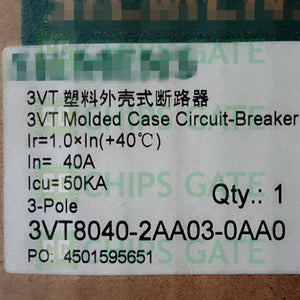 3VT 塑料外壳式断路器
3VT Molded Case Circuit-Breaker
Ir=1.0×In(+40℃)
In= 40A
Icu= 50KA
3-Pole
Qty.: 1
3VT8040-2AA03-0AA0
PO: 4501595651
CHIPS GATE